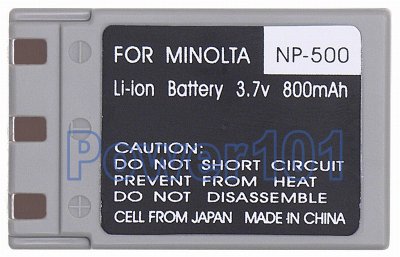 FOR MINOLTA NP-500
Li-ion Battery 3.7v 800mAh
CAUTION:
DO NOT SHORT CIRCUIT
PREVENT FROM HEAT
DO NOT DISASSEMBLE
CELL FROM JAPAN MADE IN CHINA
Power101